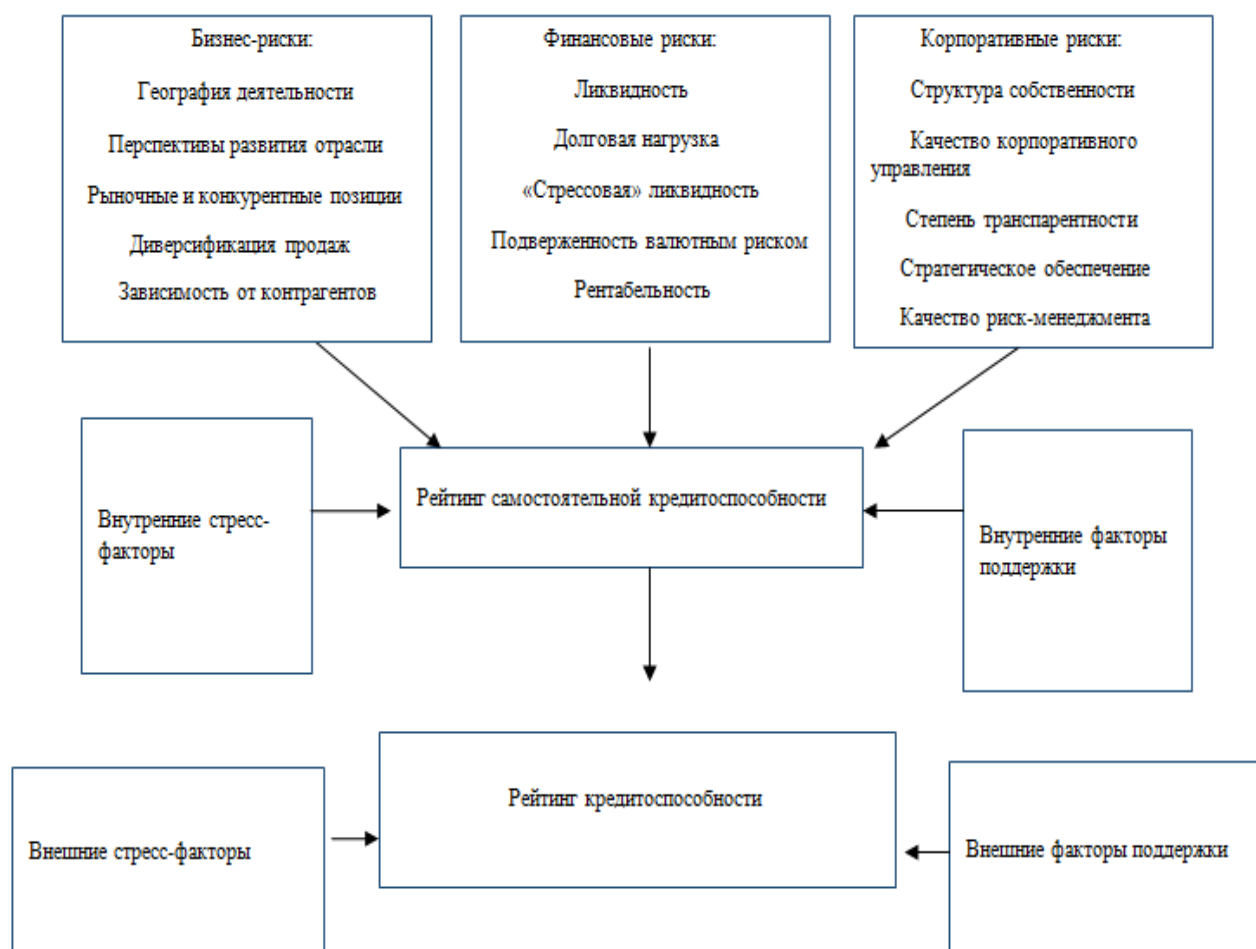 Бизнес-риски:
География деятельности
Перспективы развития отрасли
Рыночные и конкурентные позиции
Диверсификация продаж
Зависимость от контрагентов
Финансовые риски:
Ликвидность
Долговая нагрузка
«Стрессовая» ликвидность
Подверженность валютным риском
Рентабельность
Корпоративные риски:
Структура собственности
Качество корпоративного
управления
Степень транспарентности
Стратегическое обеспечение
Качество риск-менеджмента
Внутренние стресс-
факторы
Рейтинг самостоятельной кредитоспособности
Внутренние факторы
поддержки
Внешние стресс-факторы
Рейтинг кредитоспособности
Внешние факторы поддержки